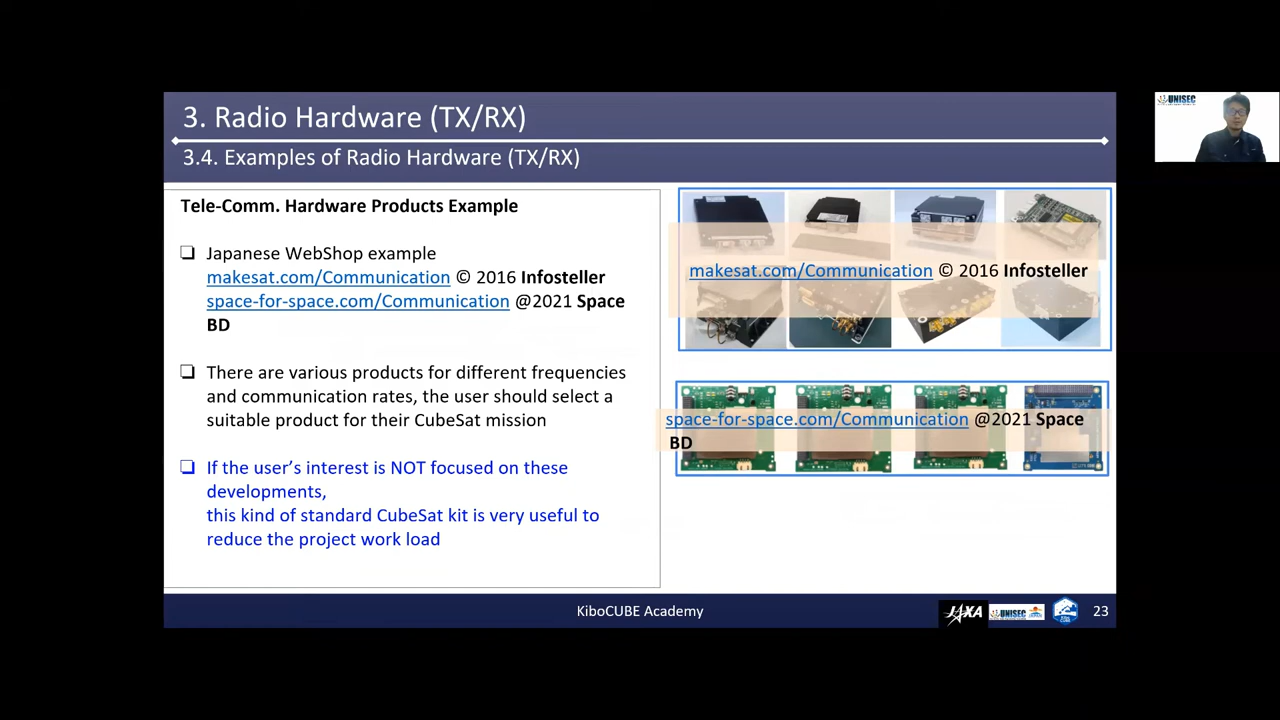 3. Radio Hardware (TX/RX)
3.4. Examples of Radio Hardware (TX/RX)
Tele-Comm. Hardware Products Example
❑ Japanese WebShop example
makesat.com/Communication © 2016 Infosteller
space-for-space.com/Communication @2021 Space
BD
❑ There are various products for different frequencies
and communication rates, the user should select a
suitable product for their CubeSat mission
❑ If the user’s interest is NOT focused on these
developments,
this kind of standard CubeSat kit is very useful to
reduce the project work load
makesat.com/Communication © 2016 Infosteller
space-for-space.com/Communication @2021 Space
BD
KiboCUBE Academy
JAXA
UNISEC
23
UNISEC